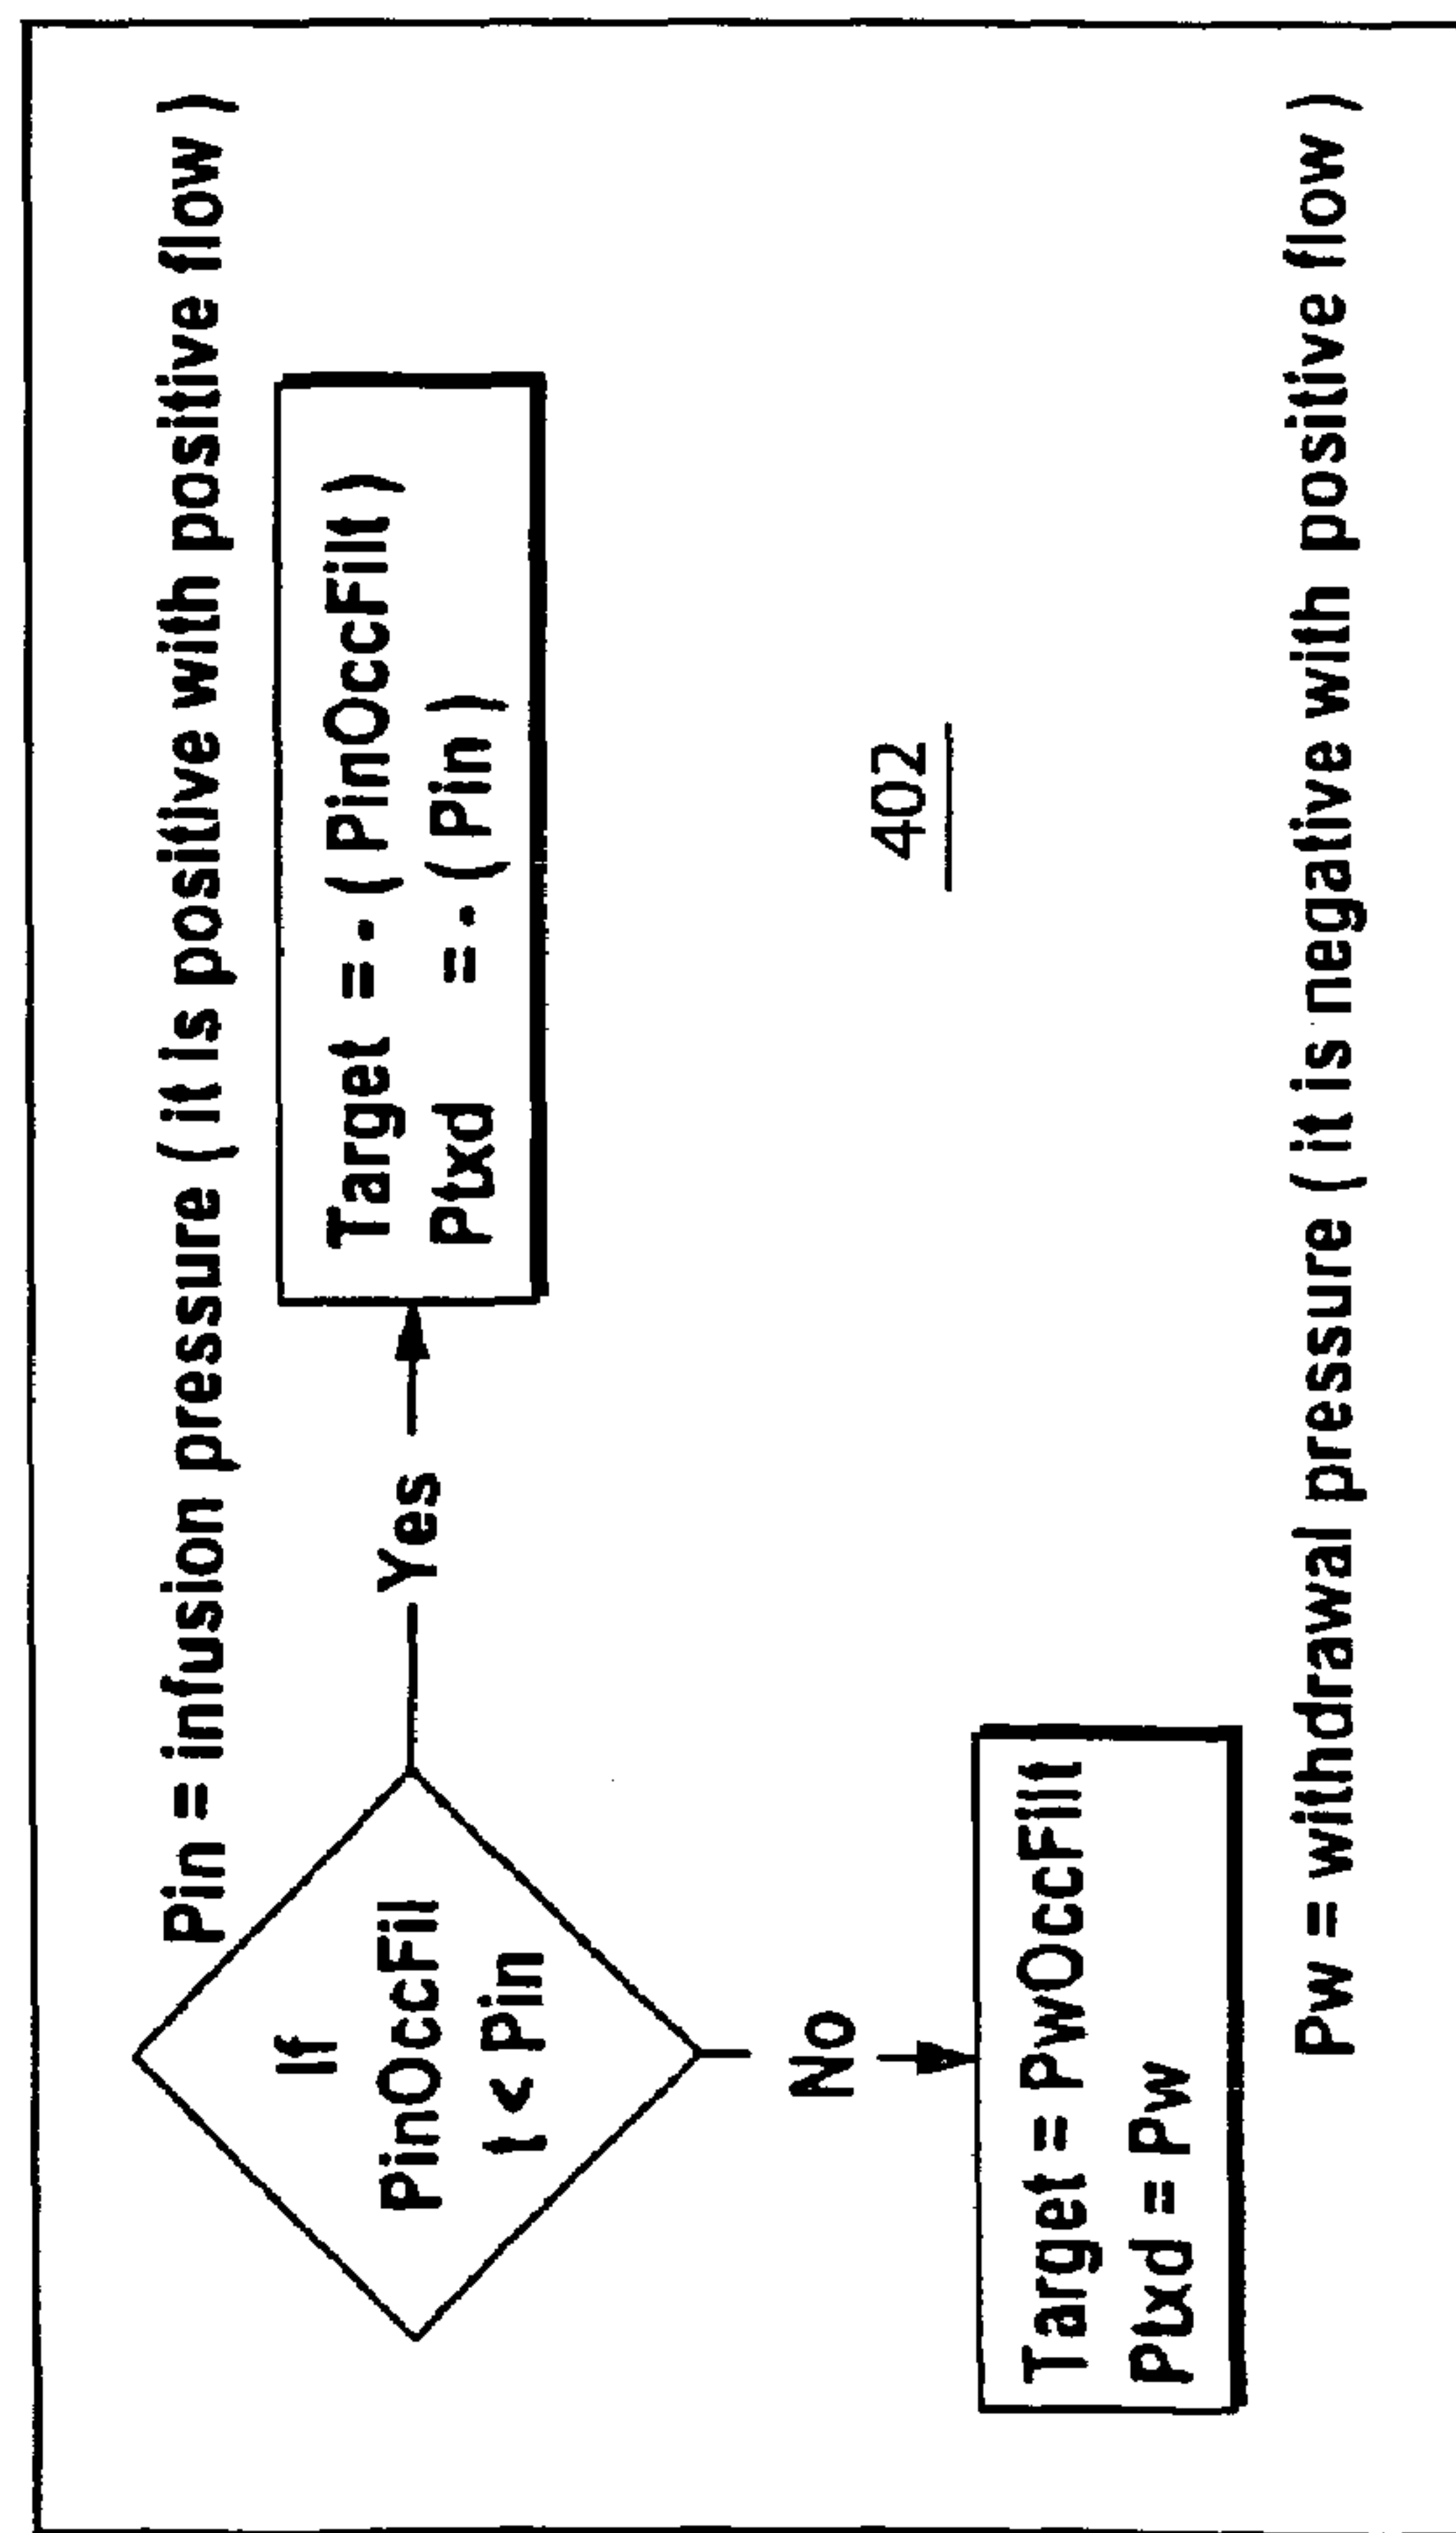 Pin = infusion pressure ( it is positive with positive flow )
If
PinOccFil
t < Pin
Yes
Target = - ( PinOccFilt )
Ptxd = - ( Pin )
402
No
Target = PwOccFilt
Ptxd = Pw
Pw = withdrawal pressure ( it is negative with positive flow )